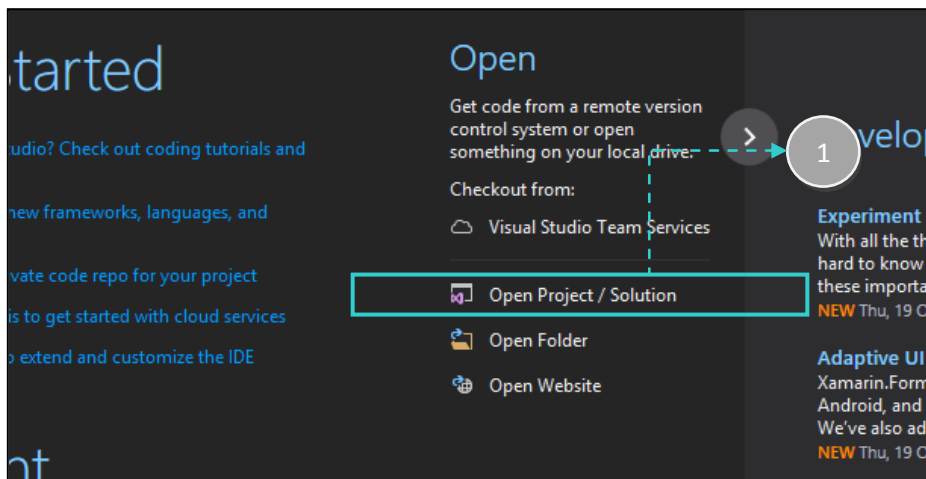 tarted
udio? Check out coding tutorials and
new frameworks, languages, and
vate code repo for your project
is to get started with cloud services
o extend and customize the IDE
nt
Open
Get code from a remote version
control system or open
something on your local drive.
Checkout from:
Visual Studio Team Services
Open Project / Solution
Open Folder
Open Website
1
velop
Experiment
With all the th
hard to know
these importa
NEW Thu, 19 O
Adaptive UI
Xamarin.Form
Android, and
We've also ad
NEW Thu, 19 O